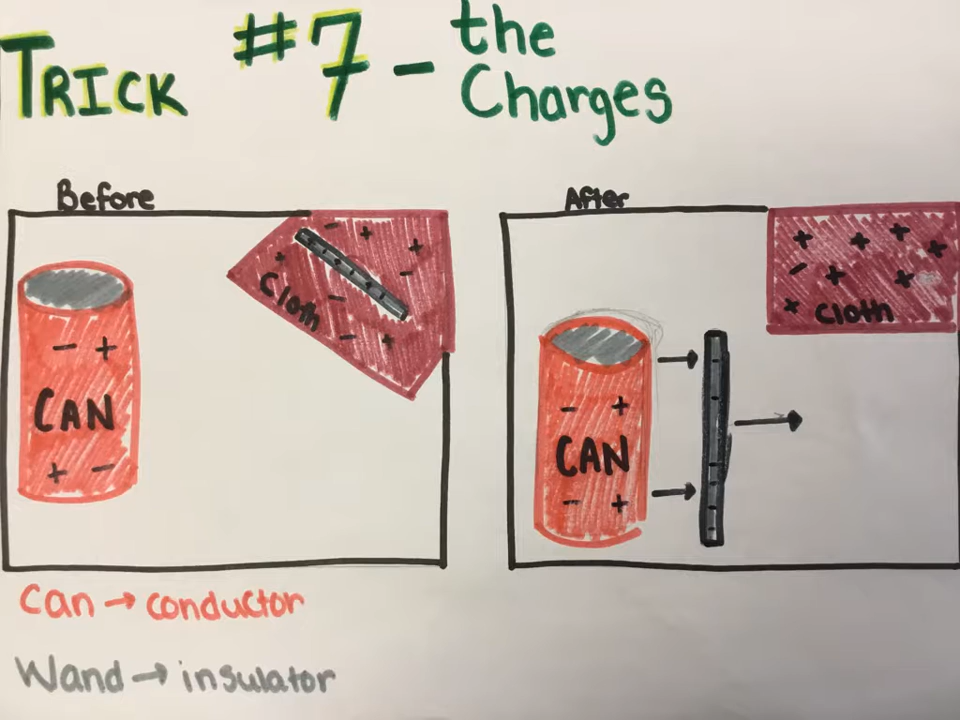 TRICK #7 - the Charges
Before
After
- + +
+ -
Cloth
- +
- +
CAN
+ -
+ + + +
- + +
+ Cloth
- +
CAN
- +
Can → conductor
Wand → insulator